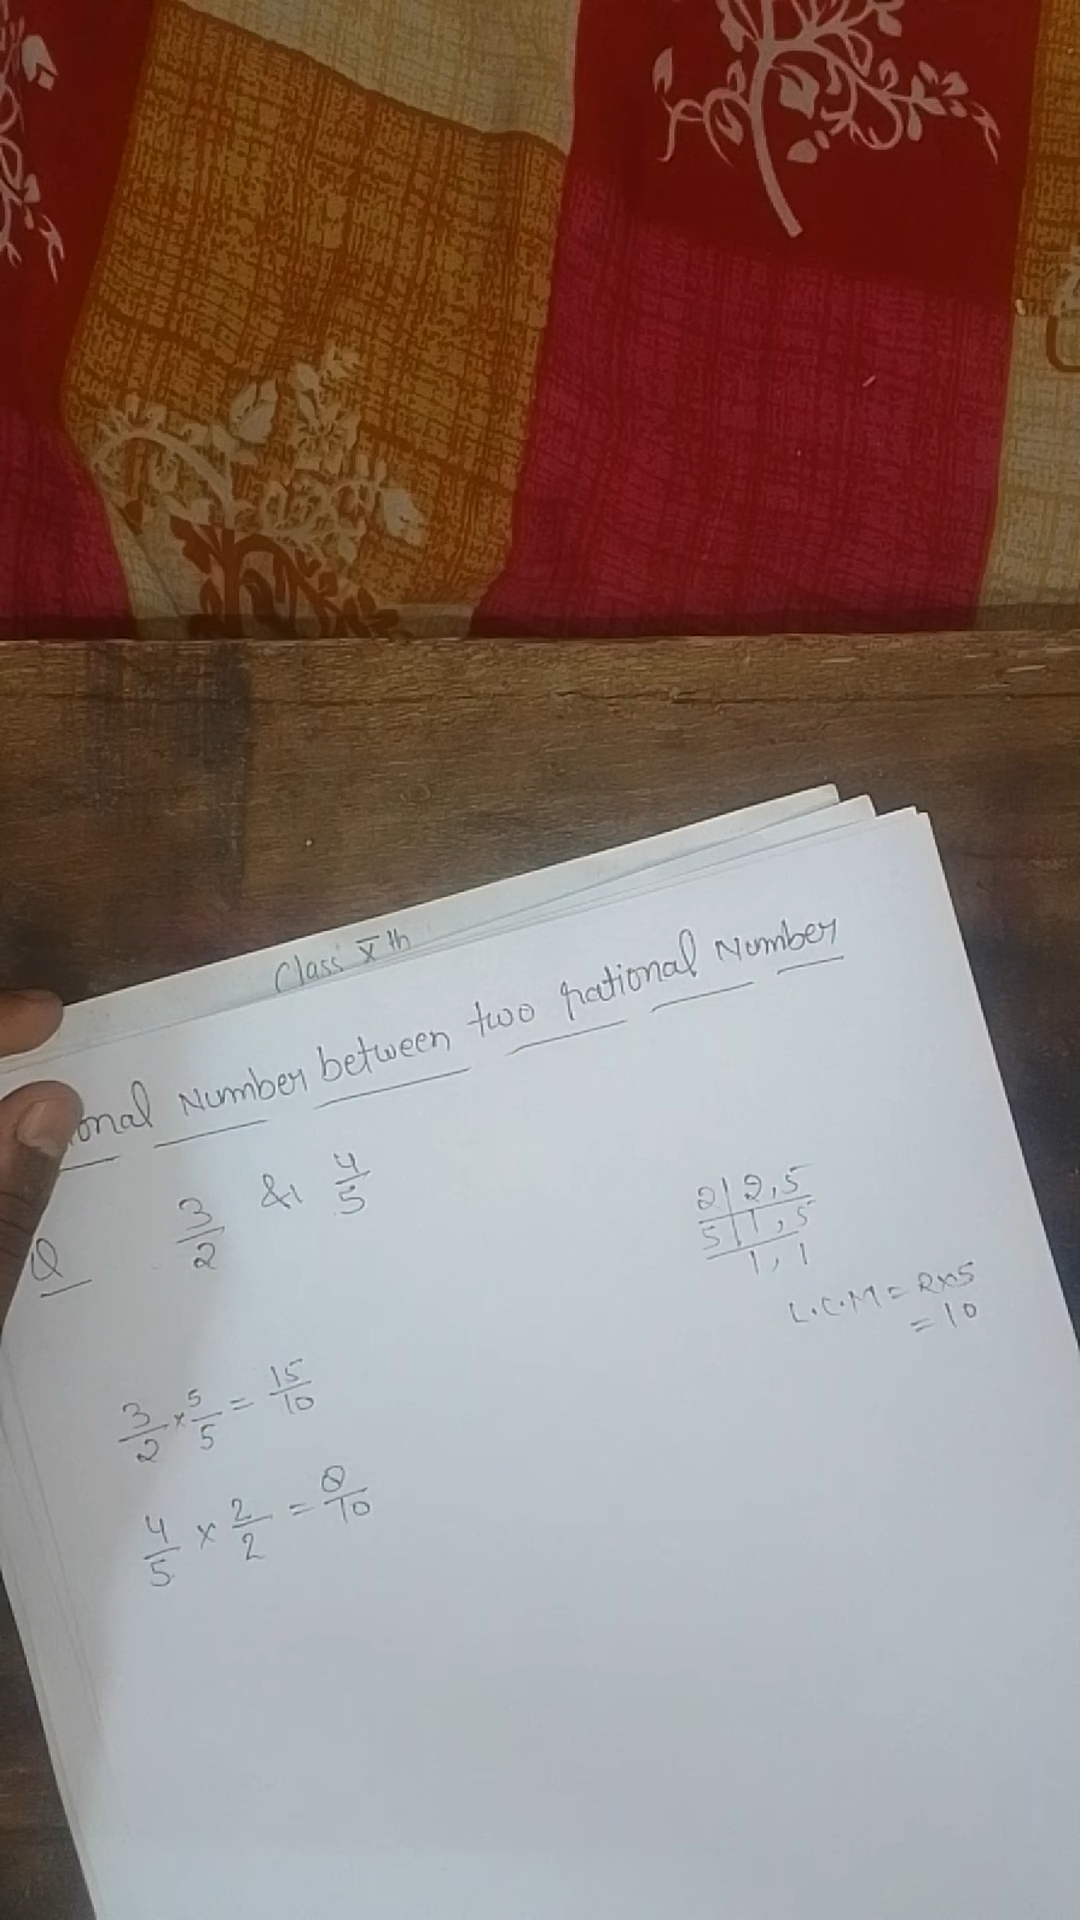 Class Xth
onal Number between two rational Number
Q 3/2 & 4/5
2 | 2, 5
5 | 1, 5
1, 1
L.C.M = 2×5
= 10
3/2 × 5/5 = 15/10
4/5 × 2/2 = 8/10